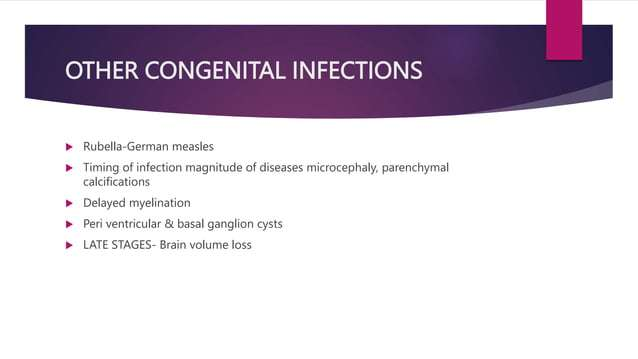 OTHER CONGENITAL INFECTIONS
Rubella-German measles
Timing of infection magnitude of diseases microcephaly, parenchymal
calcifications
Delayed myelination
Peri ventricular & basal ganglion cysts
LATE STAGES- Brain volume loss